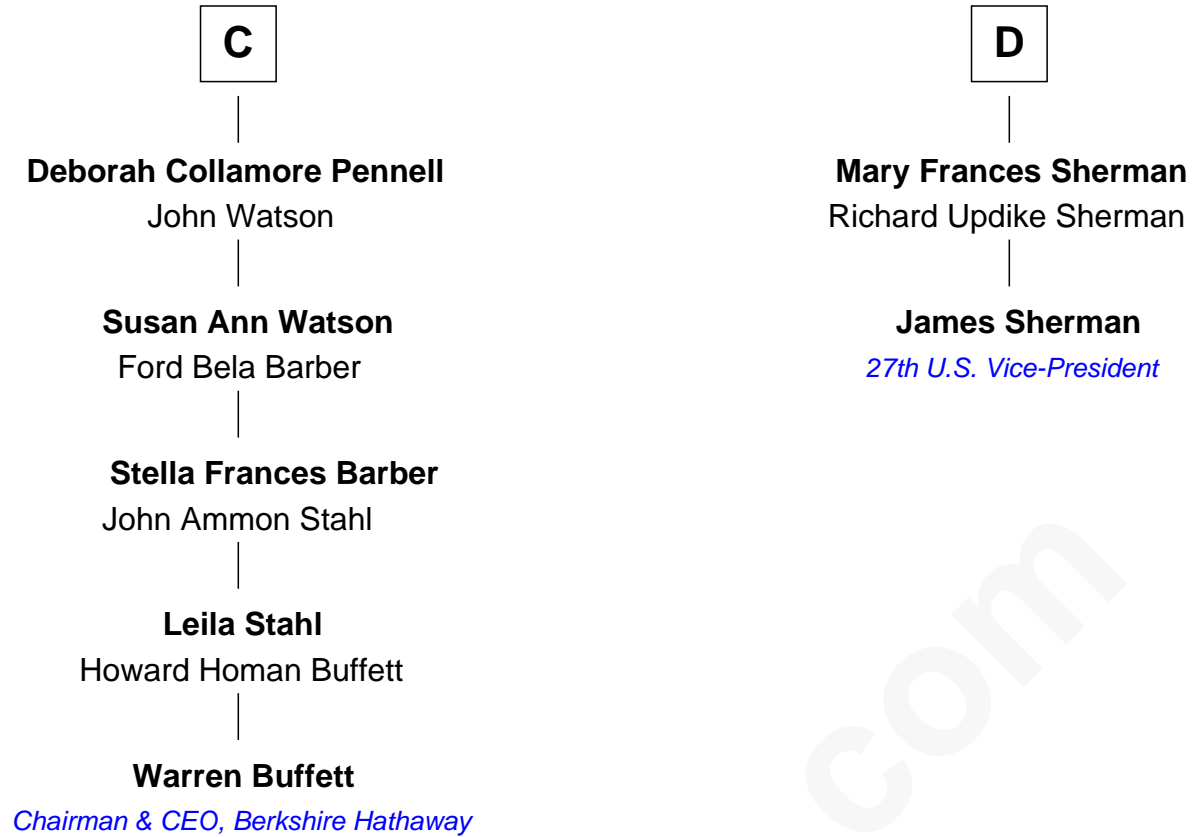 C
Deborah Collamore Pennell
John Watson
Susan Ann Watson
Ford Bela Barber
Stella Frances Barber
John Ammon Stahl
Leila Stahl
Howard Homan Buffett
Warren Buffett
Chairman & CEO, Berkshire Hathaway
D
Mary Frances Sherman
Richard Updike Sherman
James Sherman
27th U.S. Vice-President
com